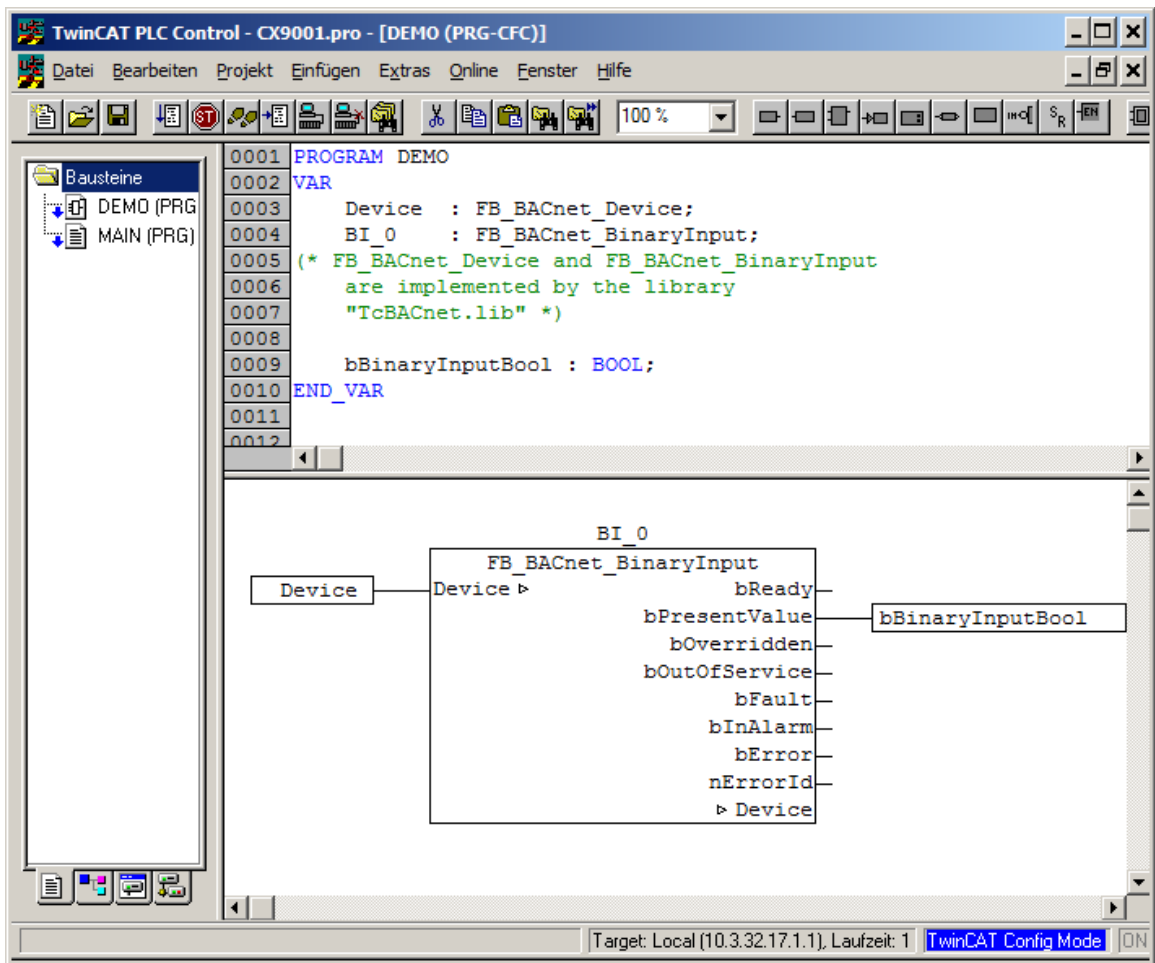 TwinCAT PLC Control - CX9001.pro - [DEMO (PRG-CFC)]
Datei Bearbeiten Projekt Einfügen Extras Online Fenster Hilfe
100 %
Bausteine
DEMO (PRG
MAIN (PRG)
0001 PROGRAM DEMO
0002 VAR
0003 Device : FB_BACnet_Device;
0004 BI_0 : FB_BACnet_BinaryInput;
0005 (* FB_BACnet_Device and FB_BACnet_BinaryInput
0006 are implemented by the library
0007 "TcBACnet.lib" *)
0008
0009 bBinaryInputBool : BOOL;
0010 END_VAR
0011
0012
BI_0
FB_BACnet_BinaryInput
Device Device bReady
bPresentValue bBinaryInputBool
bOverridden
bOutOfService
bFault
bInAlarm
bError
nErrorId
Device
Target: Local (10.3.32.17.1.1), Laufzeit: 1 TwinCAT Config Mode ON